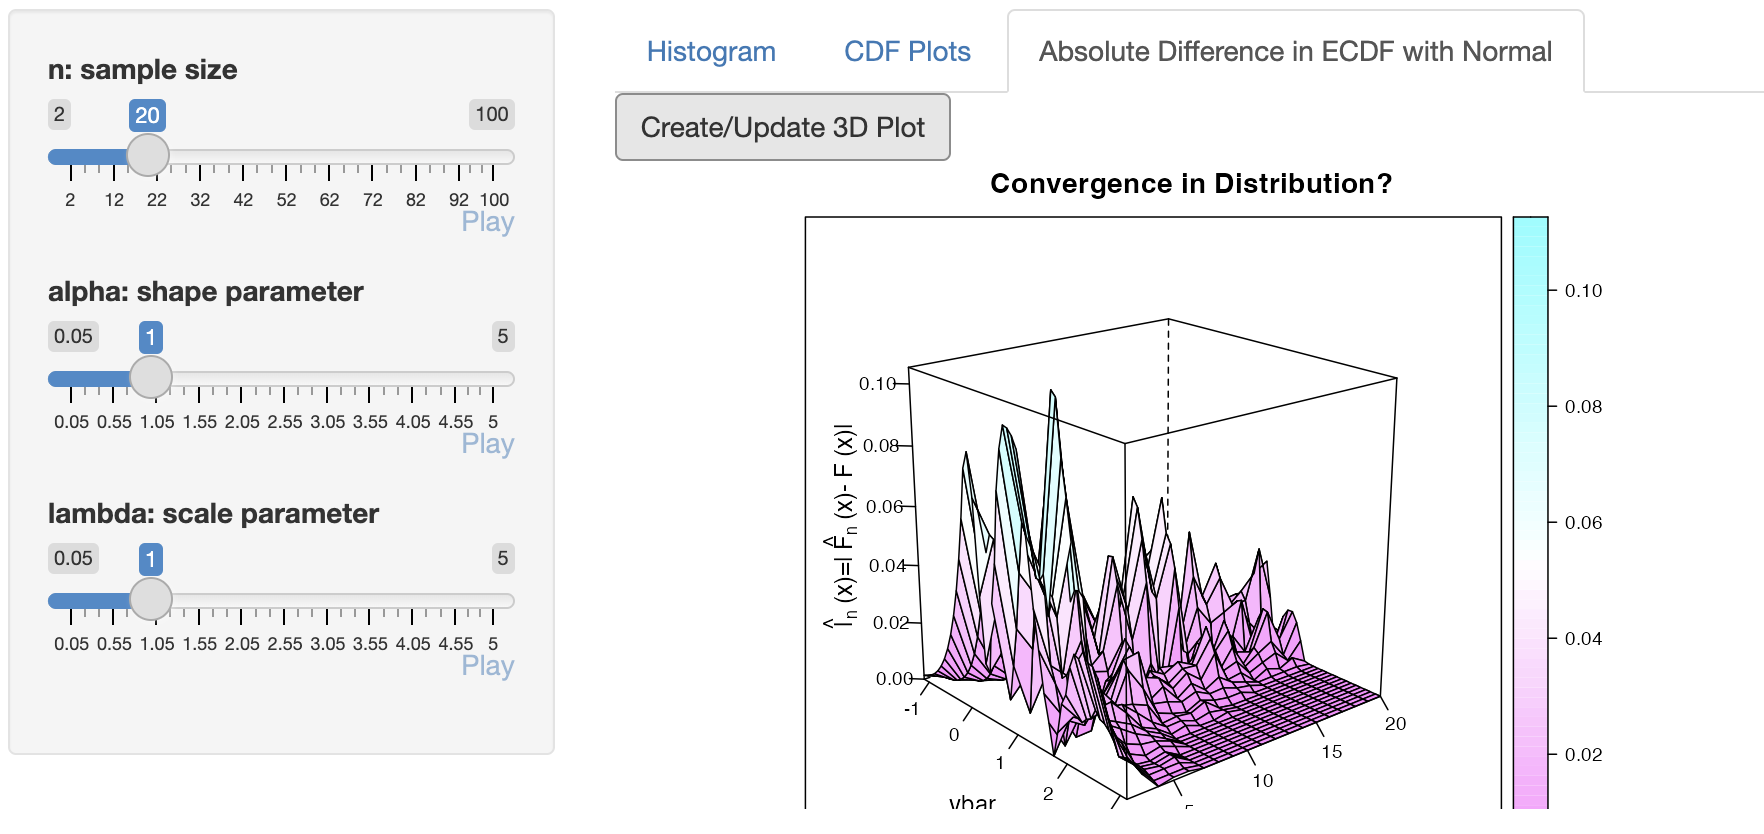 n: sample size
2 20 100
2 12 22 32 42 52 62 72 82 92 100
Play
alpha: shape parameter
0.05 1 5
0.05 0.55 1.05 1.55 2.05 2.55 3.05 3.55 4.05 4.55 5
Play
lambda: scale parameter
0.05 1 5
0.05 0.55 1.05 1.55 2.05 2.55 3.05 3.55 4.05 4.55 5
Play
Histogram CDF Plots Absolute Difference in ECDF with Normal
Create/Update 3D Plot
Convergence in Distribution?
l̂n (x)=| F̂n (x)- F (x)|
0.10
0.08
0.06
0.04
0.02
0.00
-1
0
1
2
ybar
5
10
15
20
0.10
0.08
0.06
0.04
0.02